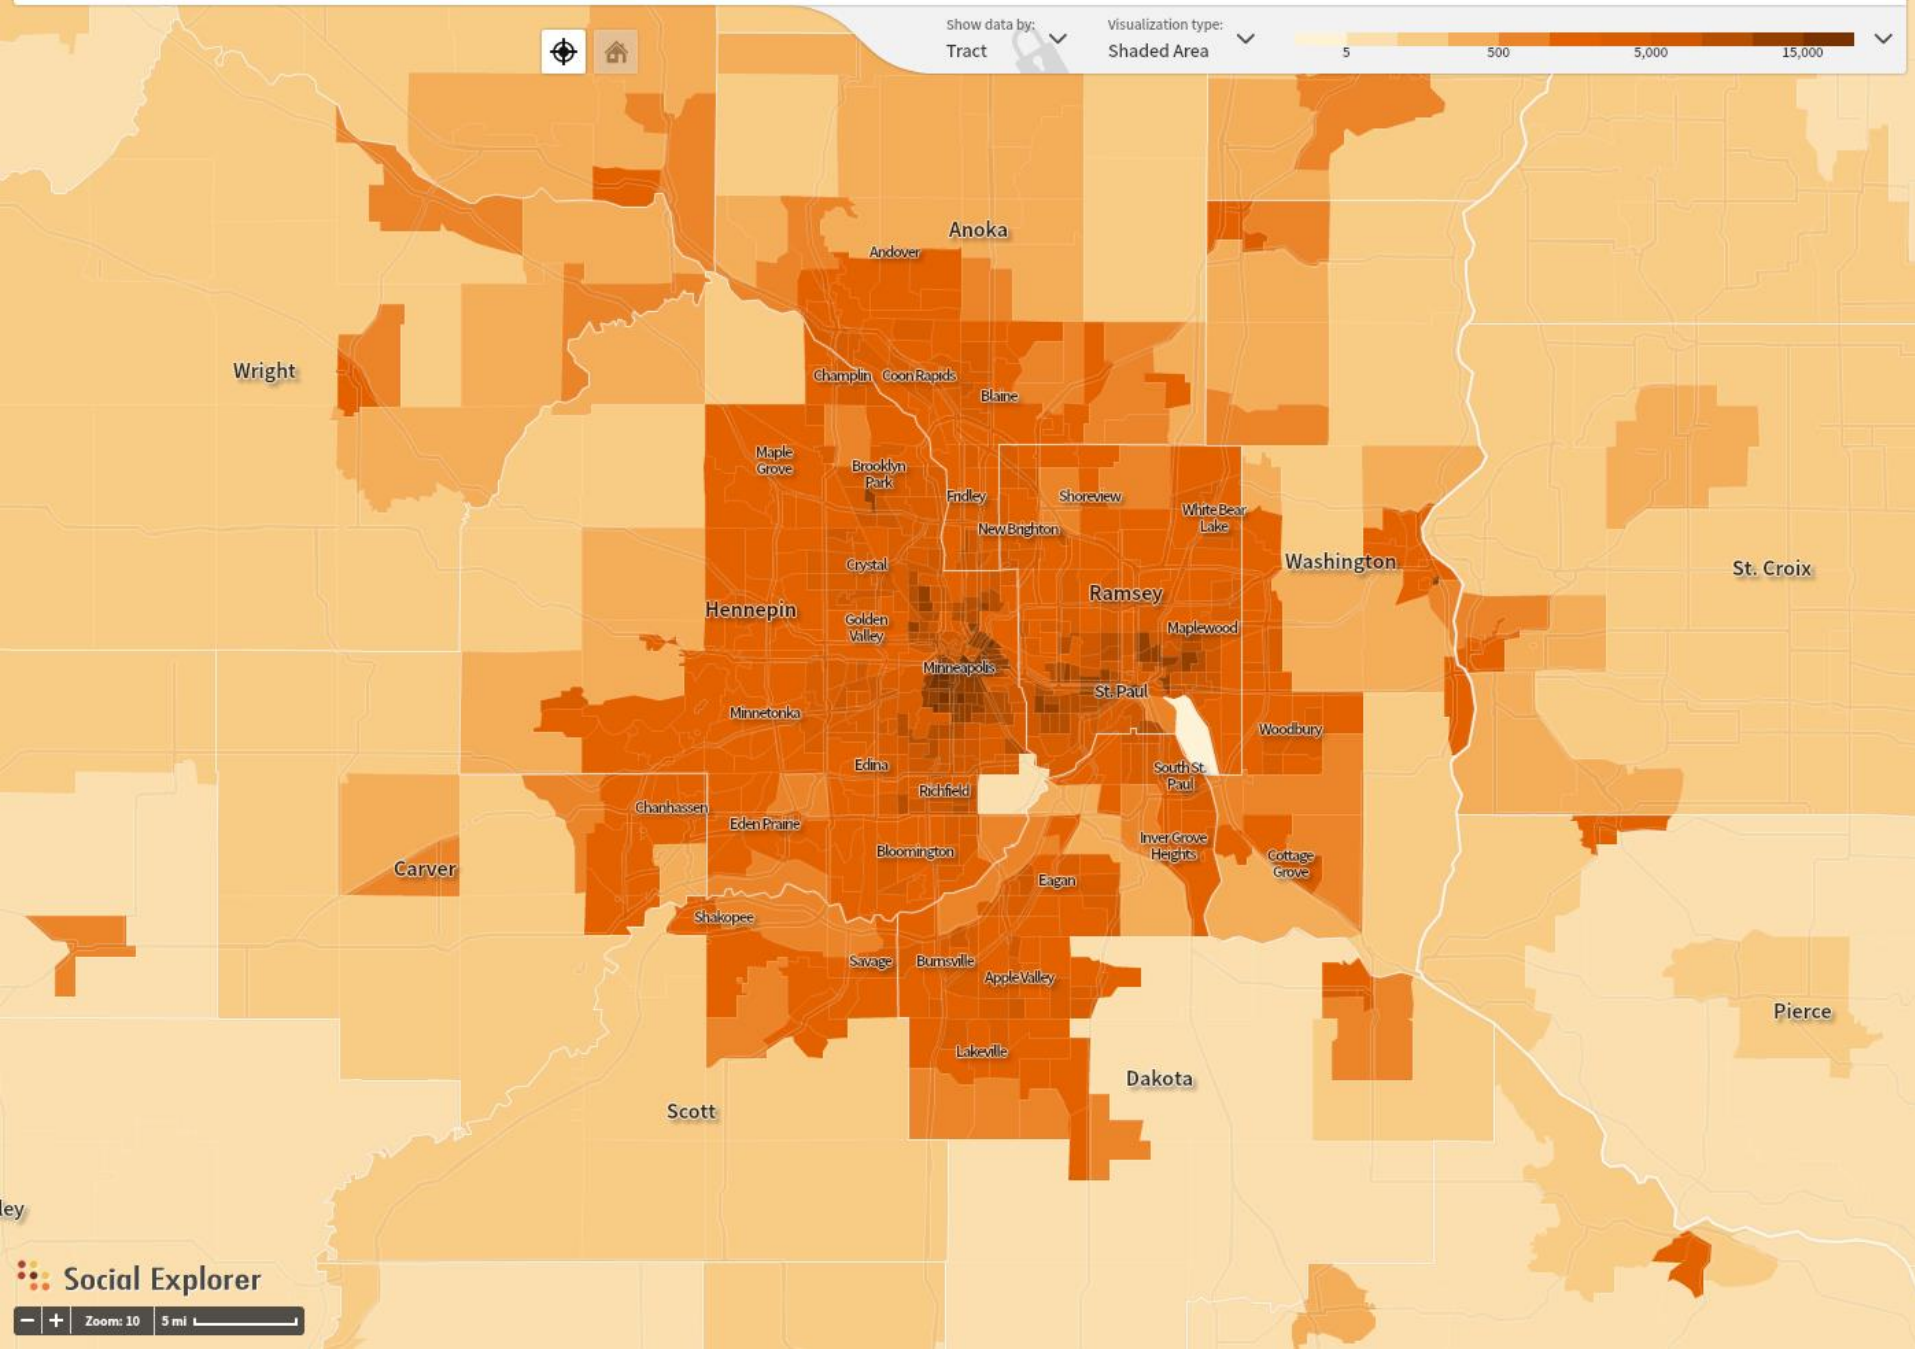 Show data by:
Tract
Visualization type:
Shaded Area
5
500
5,000
15,000
Anoka
Andover
Wright
Champlin
Coon Rapids
Blaine
Maple
Grove
Brooklyn
Park
Fridley
Shoreview
White Bear
Lake
New Brighton
Crystal
Washington
St. Croix
Hennepin
Ramsey
Golden
Valley
Maplewood
Minneapolis
St. Paul
Minnetonka
Woodbury
Edina
South St.
Paul
Richfield
Chanhassen
Eden Prairie
Bloomington
Inver Grove
Heights
Cottage
Grove
Carver
Eagan
Shakopee
Savage
Burnsville
Apple Valley
Pierce
Lakeville
Dakota
Scott
ley
Social Explorer
Zoom: 10
5 mi